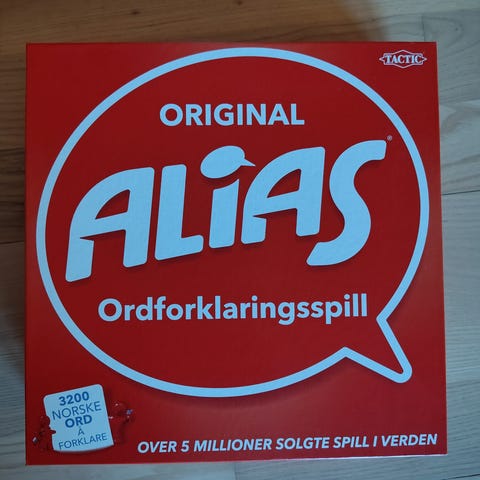 TACTIC
ORIGINAL
ALiAS®
Ordforklaringsspill
3200
NORSKE
ORD
Å
FORKLARE
OVER 5 MILLIONER SOLGTE SPILL I VERDEN